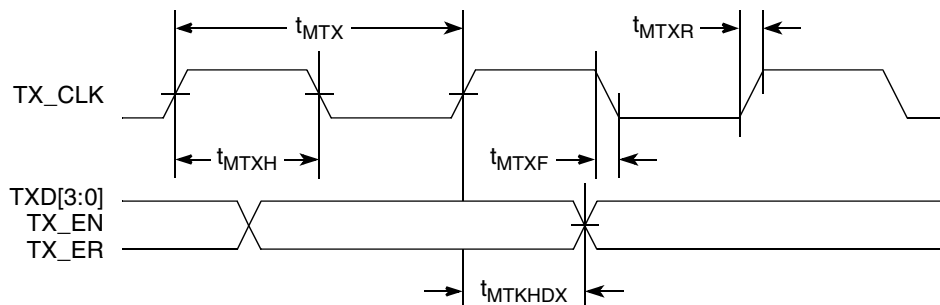 tMTX
tMTXR
TX_CLK
tMTXH
tMTXF
TXD[3:0]
TX_EN
TX_ER
tMTKHDX